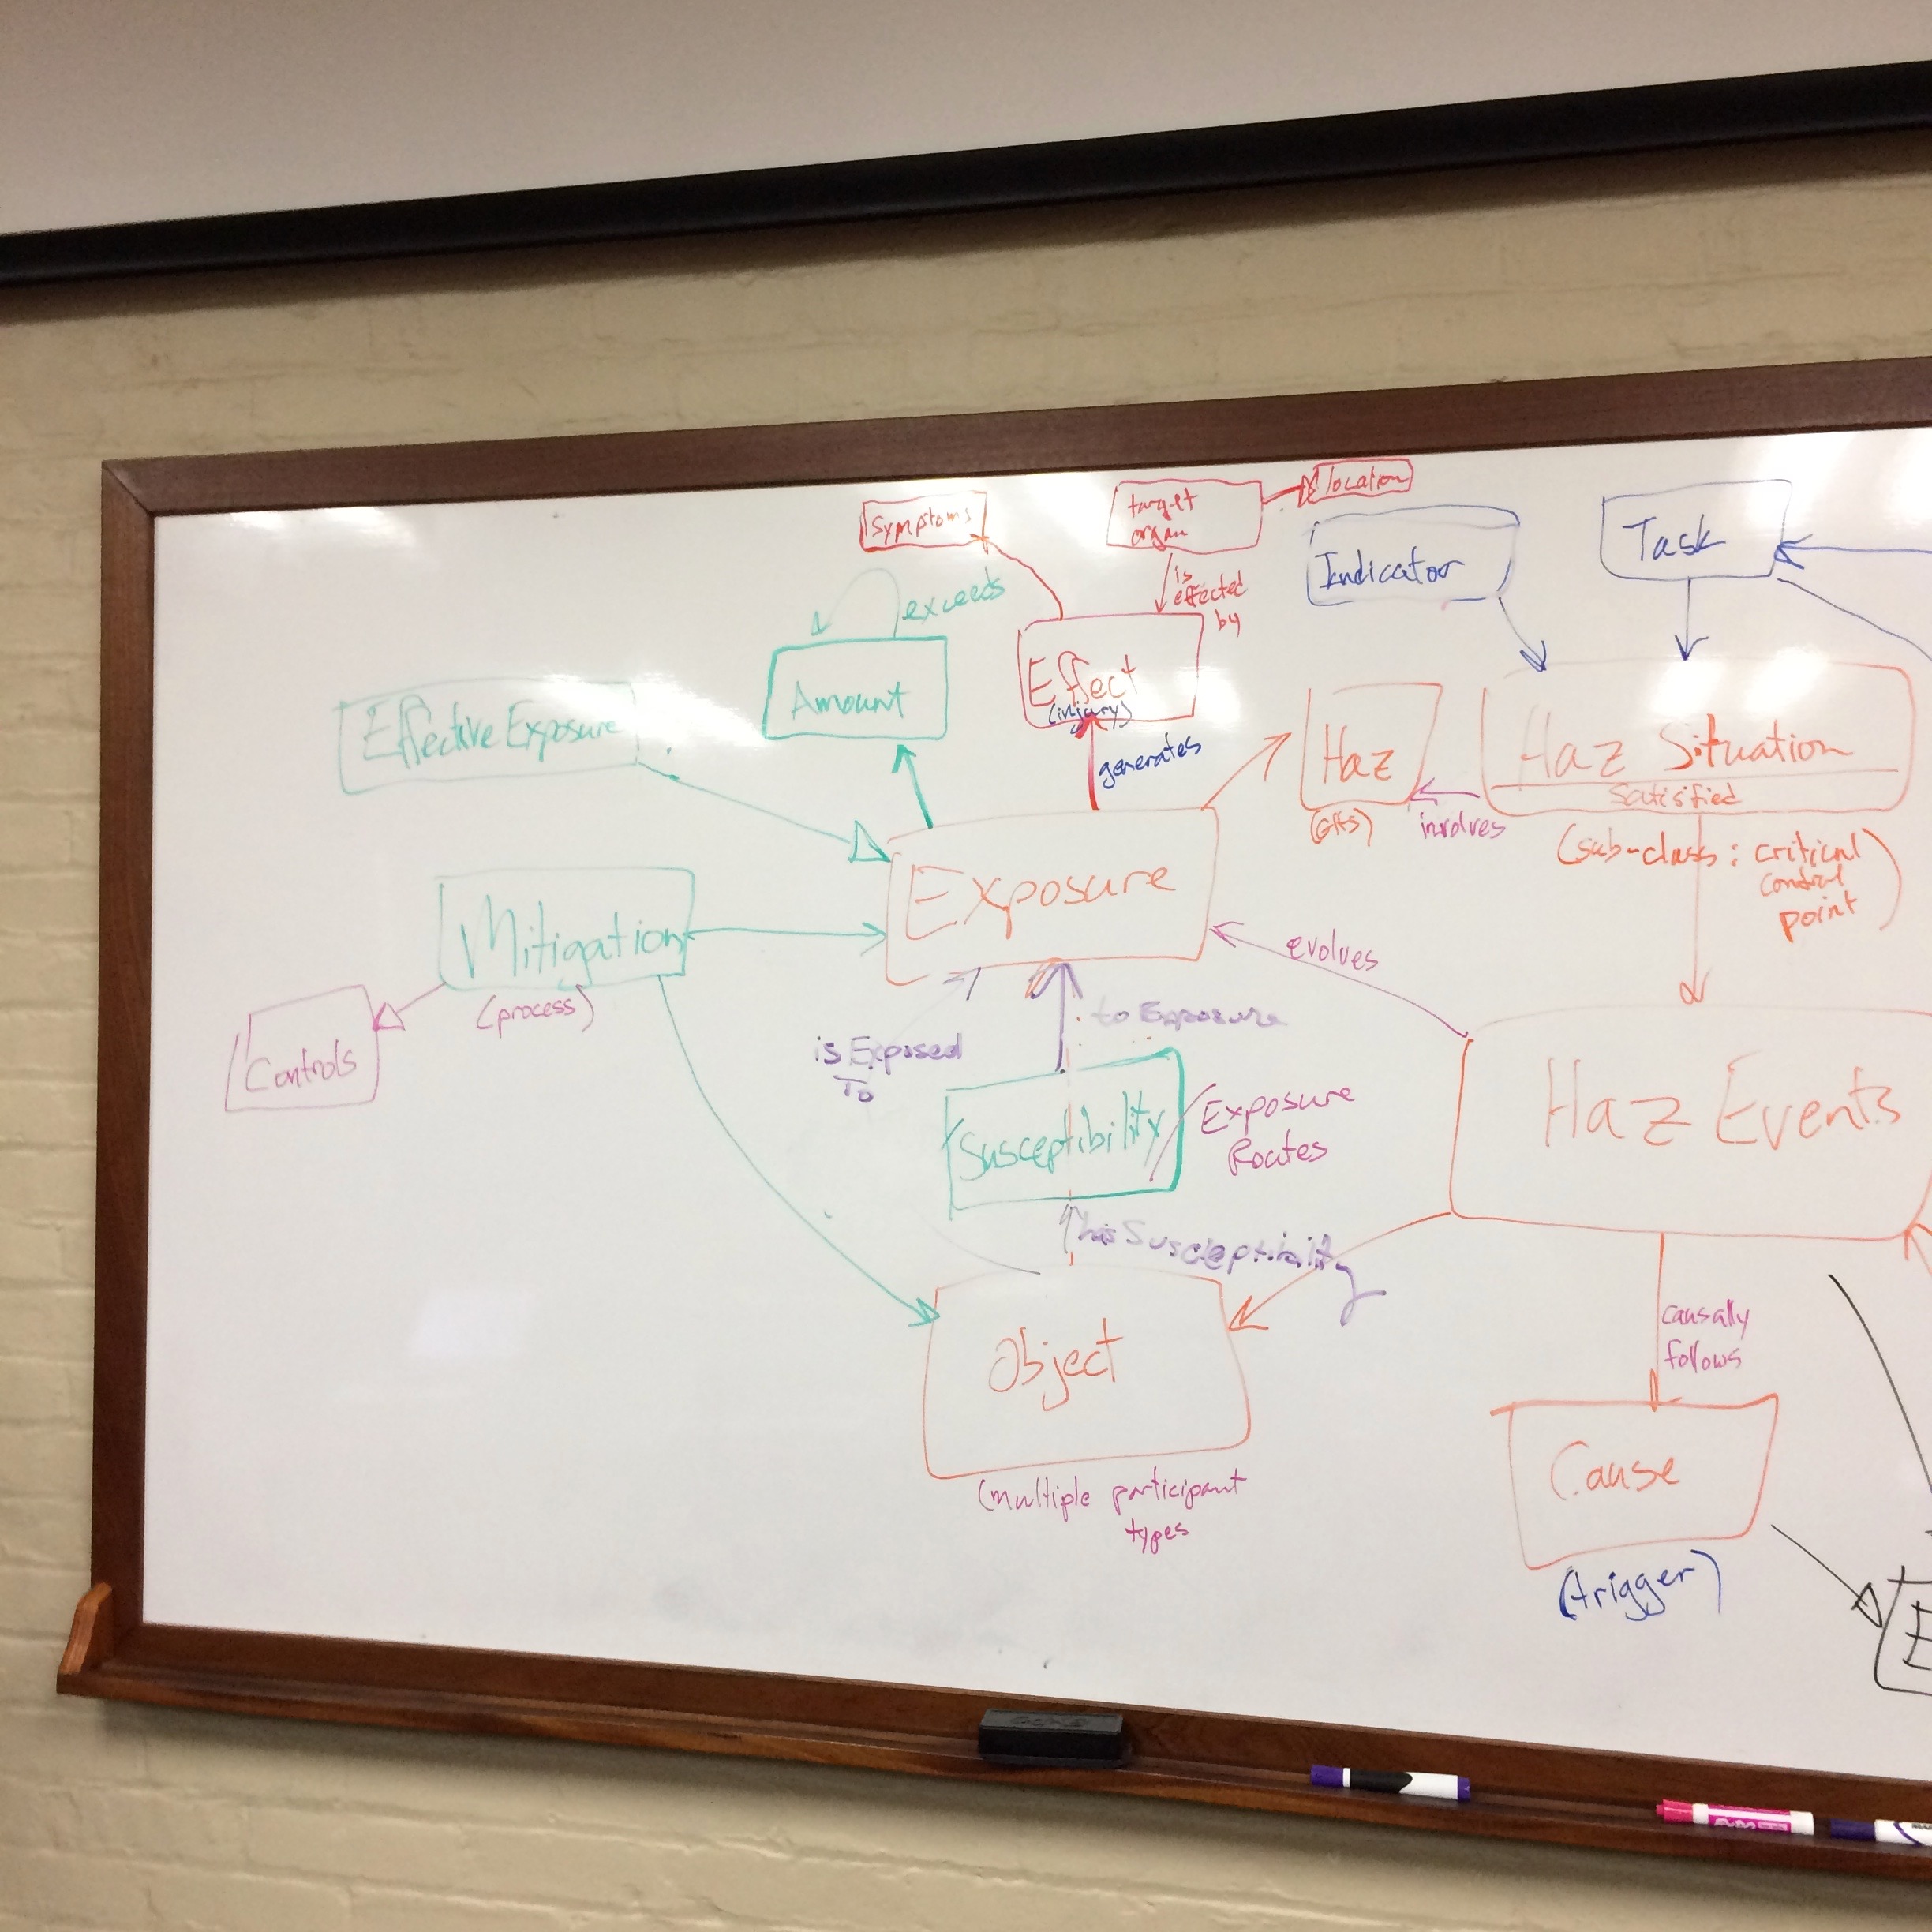 location
target
organ
Symptoms
Task
Indicator
is
effected
by
exceeds
Effect
(injury)
Amount
Effective Exposure
generates
Haz
Haz Situation
Satisfied
involves
(sub-class: critical
control
point)
Exposure
Mitigation
(process)
evolves
to Exposure
is Exposed
To
Controls
Susceptibility
Exposure
Routes
Haz Events
has Susceptibility
Object
causally
follows
Cause
(multiple participant
types
(trigger)
E